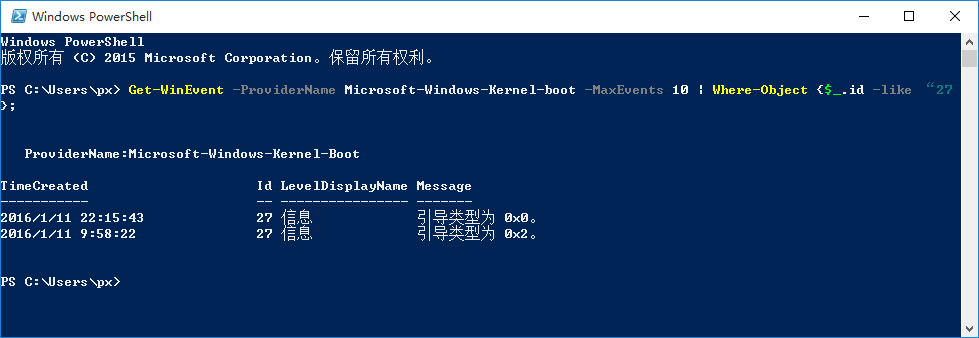 Windows PowerShell
Windows PowerShell
版权所有 (C) 2015 Microsoft Corporation。保留所有权利。
PS C:\Users\px> Get-WinEvent -ProviderName Microsoft-Windows-Kernel-boot -MaxEvents 10 | Where-Object {$_.id -like “27
};
ProviderName:Microsoft-Windows-Kernel-Boot
TimeCreated Id LevelDisplayName Message
----------- -- ---------------- -------
2016/1/11 22:15:43 27 信息 引导类型为 0x0。
2016/1/11 9:58:22 27 信息 引导类型为 0x2。
PS C:\Users\px>